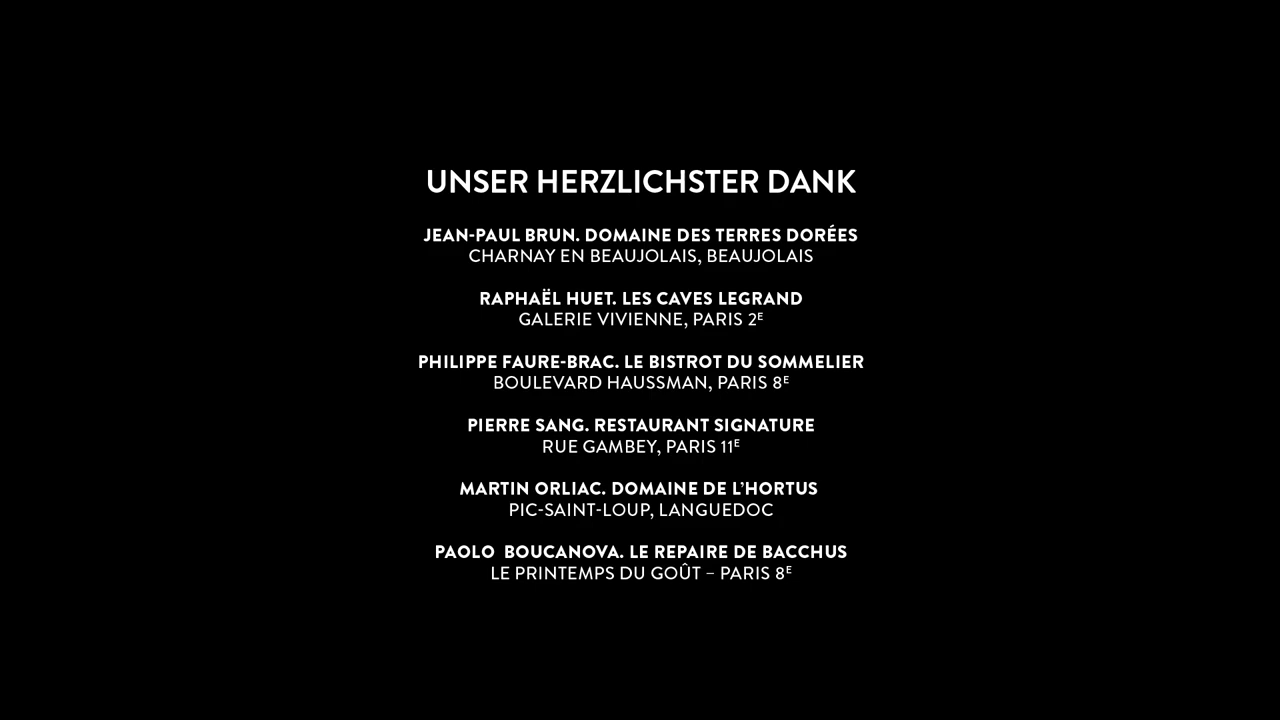 UNSER HERZLICHSTER DANK
JEAN-PAUL BRUN. DOMAINE DES TERRES DORÉES
CHARNAY EN BEAUJOLAIS, BEAUJOLAIS
RAPHAËL HUET. LES CAVES LEGRAND
GALERIE VIVIENNE, PARIS 2ᴱ
PHILIPPE FAURE-BRAC. LE BISTROT DU SOMMELIER
BOULEVARD HAUSSMAN, PARIS 8ᴱ
PIERRE SANG. RESTAURANT SIGNATURE
RUE GAMBEY, PARIS 11ᴱ
MARTIN ORLIAC. DOMAINE DE L’HORTUS
PIC-SAINT-LOUP, LANGUEDOC
PAOLO  BOUCANOVA. LE REPAIRE DE BACCHUS
LE PRINTEMPS DU GOÛT – PARIS 8ᴱ